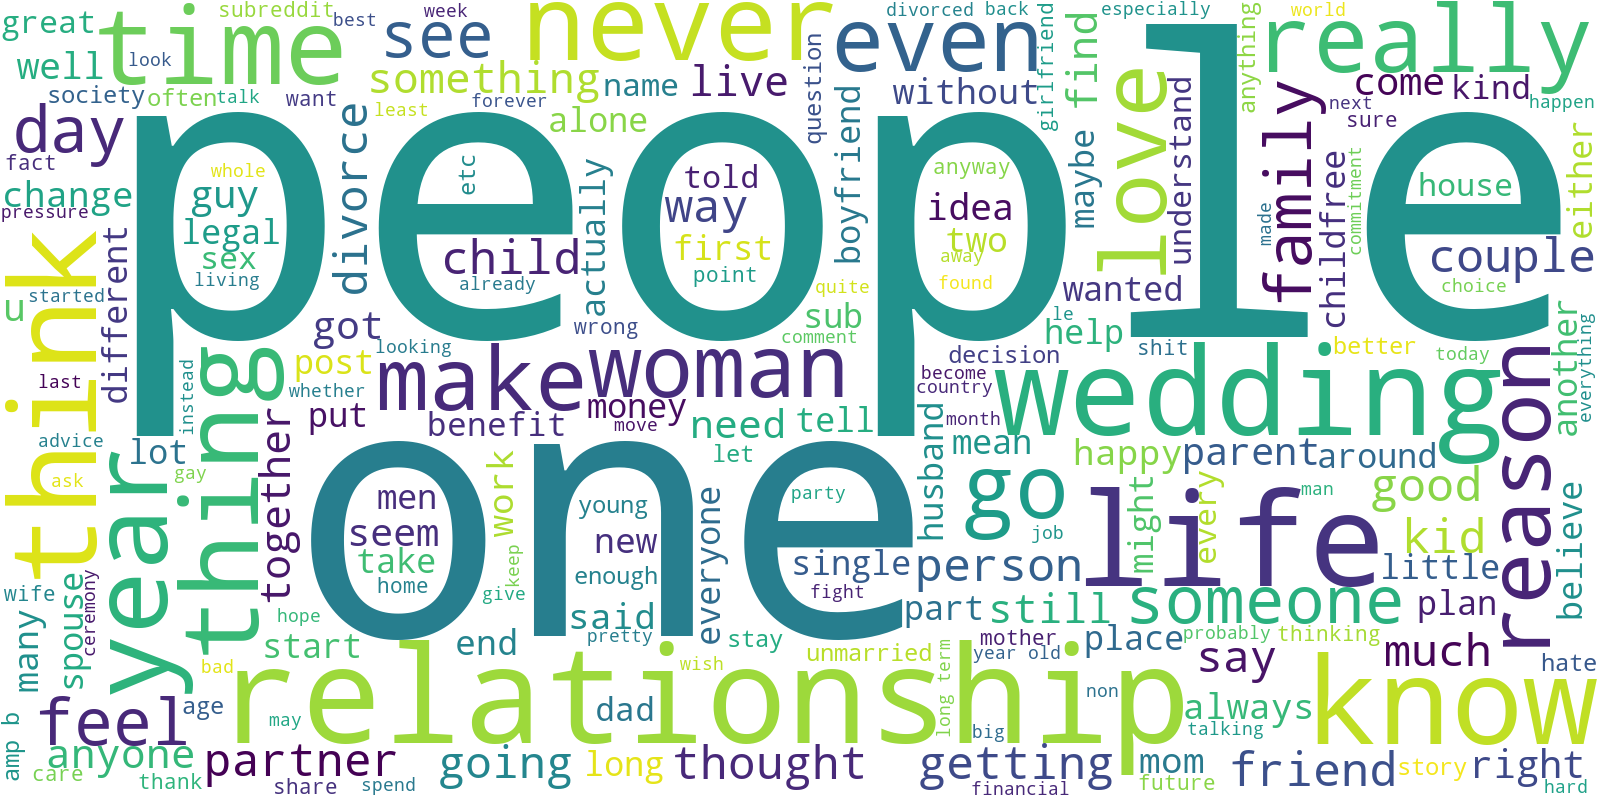 great
subreddit
best
week
never
divorced
back
especially
world
time
see
even
really
well
look
something
name
live
without
find
anything
come
kind
society
often
talk
want
least
forever
question
girlfriend
love
understand
next
happen
day
alone
boyfriend
maybe
family
sure
fact
people
divorce
whole
etc
told
anyway
childfree
commitment
either
change
guy
way
idea
house
pressure
legal
child
first
two
made
couple
different
sex
actually
point
away
living
already
quite
found
choice
think
started
u
wanted
got
wrong
sub
le
help
another
everything
looking
comment
decision
shit
better
today
thing
post
make
woman
wedding
reason
last
instead
whether
become
country
together
put
benefit
money
move
need
tell
husband
month
mean
advice
year
lot
let
happy
parent
around
ask
gay
one
work
men
young
party
go
life
man
good
believe
seem
new
everyone
job
might
every
kid
take
enough
single
person
little
wife
spouse
ceremony
home
keep
give
fight
someone
plan
many
hope
said
part
still
start
end
pretty
stay
mother
place
probably
thinking
bad
relationship
wish
unmarried
long term
year old
say
much
hate
feel
age
may
dad
non
know
always
big
talking
amp b
anyone
partner
going
long
thought
getting
mom
friend
story
right
care
thank
share
spend
financial
future
hard